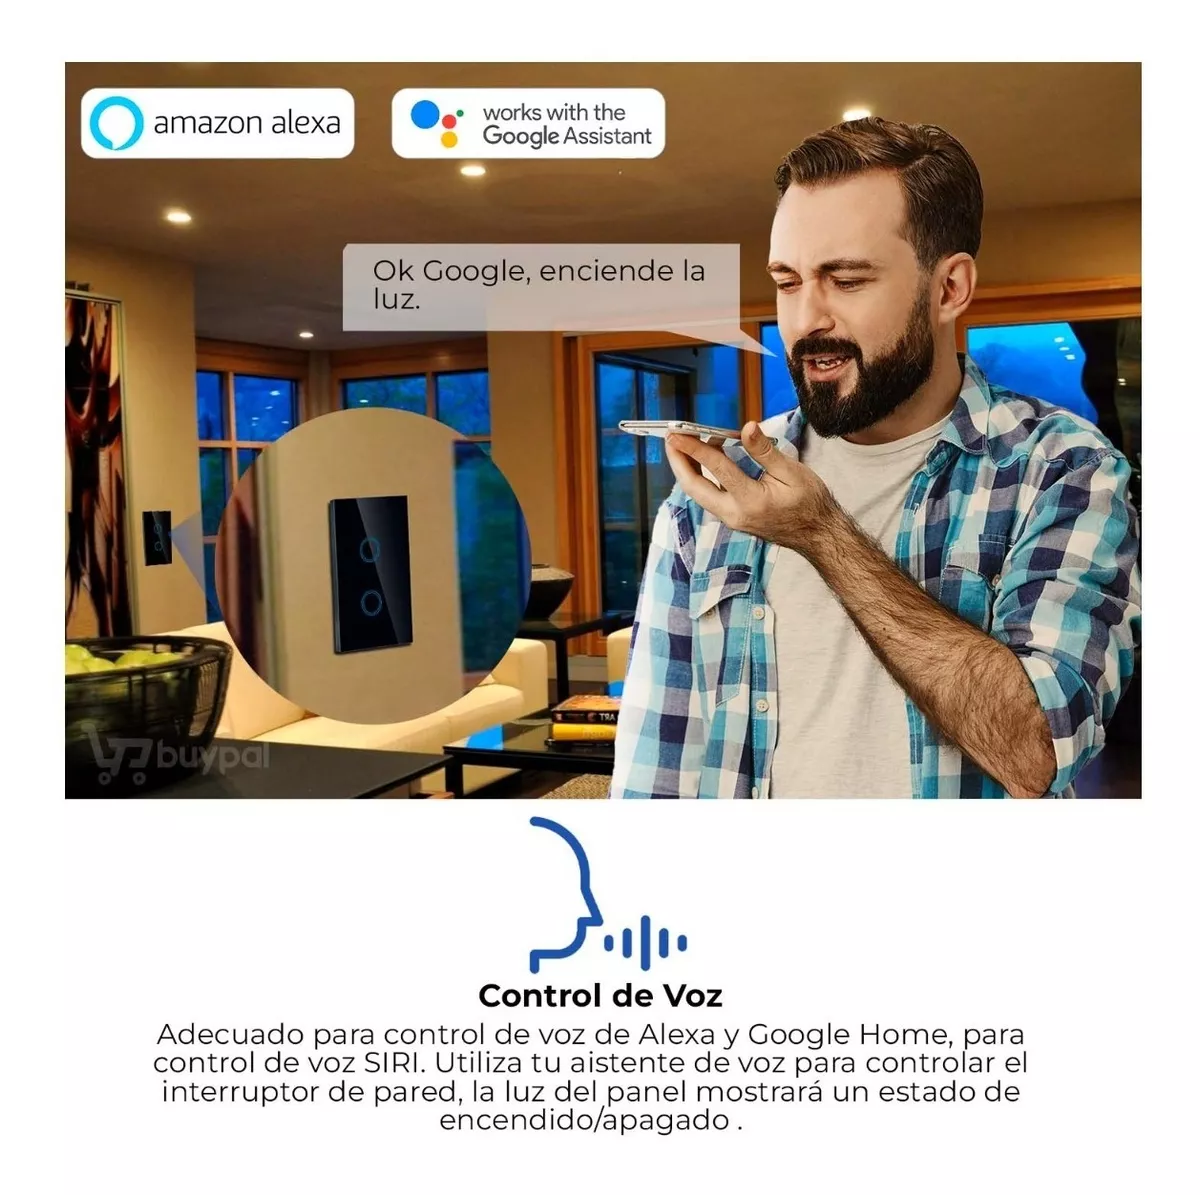 amazon alexa
works with the
Google Assistant
Ok Google, enciende la
luz.
TRA
buypal
Control de Voz
Adecuado para control de voz de Alexa y Google Home, para
control de voz SIRI. Utiliza tu aistente de voz para controlar el
interruptor de pared, la luz del panel mostrará un estado de
encendido/apagado .